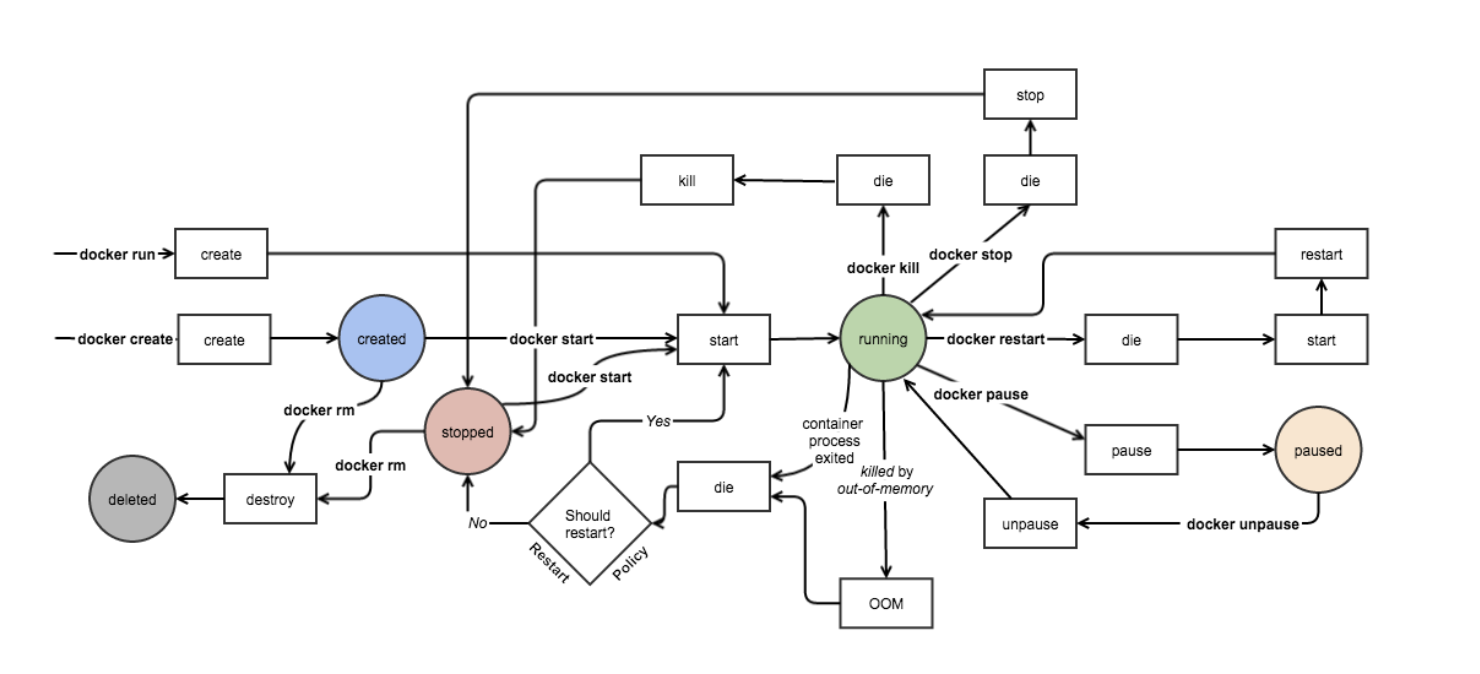 stop
kill
die
die
docker run
create
docker kill
docker stop
restart
docker create
create
created
docker start
start
running
docker restart
die
start
docker start
docker rm
docker pause
stopped
Yes
container
process
exited
docker rm
pause
paused
killed by
out-of-memory
deleted
destroy
die
No
Should
restart?
Restart
Policy
unpause
docker unpause
OOM